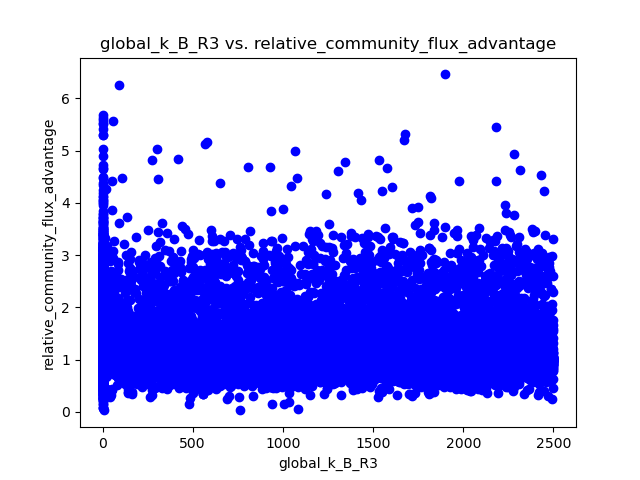 global_k_B_R3 vs. relative_community_flux_advantage
6
5
4
3
2
1
0
relative_community_flux_advantage
0 500 1000 1500 2000 2500
global_k_B_R3